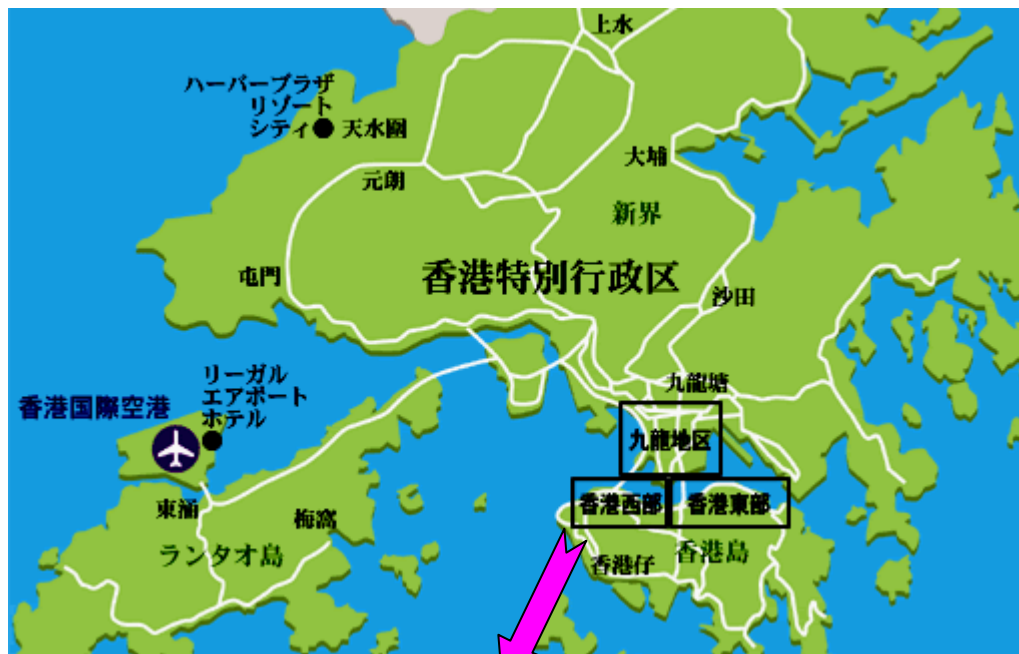 上水
ハーバープラザ
リゾート
シティ
天水圍
大埔
元朗
新界
屯門
香港特別行政区
沙田
リーガル
エアポート
ホテル
九龍塘
香港国際空港
九龍地区
東涌
梅窩
香港西部
香港東部
ランタオ島
香港仔
香港島